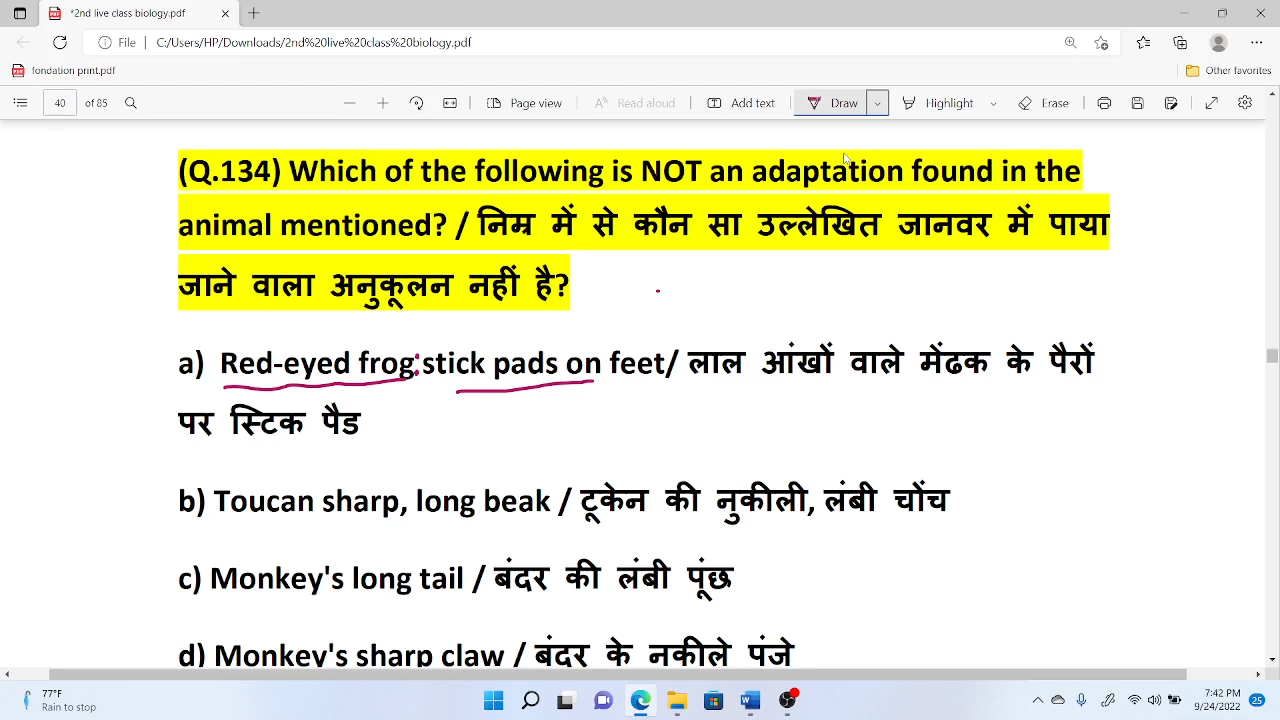 *2nd live class biology.pdf
File C:/Users/HP/Downloads/2nd%20live%20class%20biology.pdf
fondation print.pdf Other favorites
40 of 85 Page view Read aloud Add text Draw Highlight Erase
(Q.134) Which of the following is NOT an adaptation found in the
animal mentioned? / निम्न में से कौन सा उल्लेखित जानवर में पाया
जाने वाला अनुकूलन नहीं है?
a) Red-eyed frog:stick pads on feet/ लाल आंखों वाले मेंढक के पैरों
पर स्टिक पैड
b) Toucan sharp, long beak / टूकेन की नुकीली, लंबी चोंच
c) Monkey's long tail / बंदर की लंबी पूंछ
d) Monkey's sharp claw / बंदर के नुकीले पंजे
77°F 7:42 PM
Rain to stop 9/24/2022 25